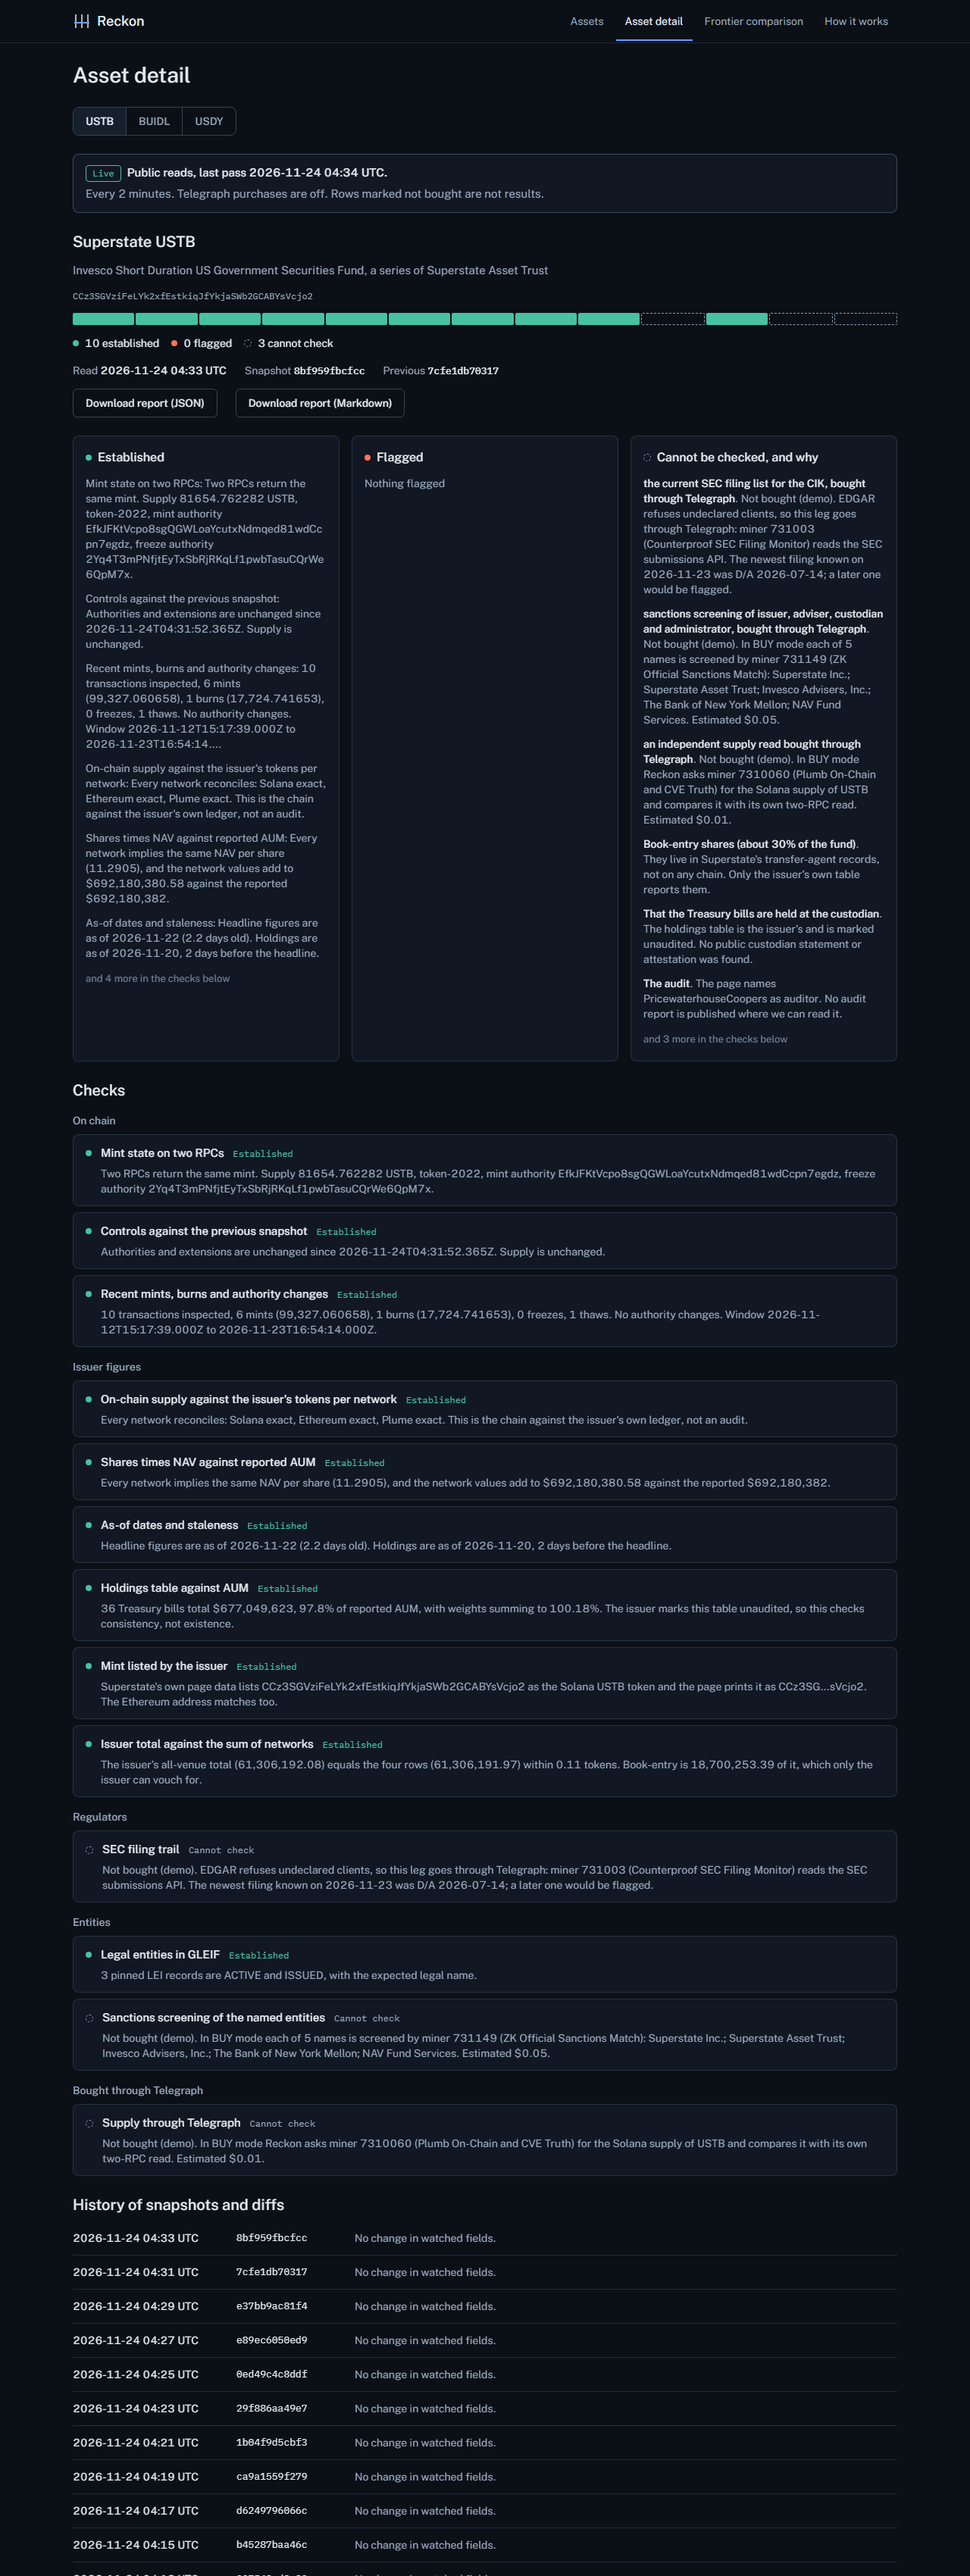 Reckon
Assets
Asset detail
Frontier comparison
How it works
Asset detail
USTB
BUIDL
USDY
Live Public reads, last pass 2026-11-24 04:34 UTC.
Every 2 minutes. Telegraph purchases are off. Rows marked not bought are not results.
Superstate USTB
Invesco Short Duration US Government Securities Fund, a series of Superstate Asset Trust
CCz3SGVziFeLYk2xfEstkiqJfYkjaSWb2GCABYsVcjo2
10 established 0 flagged 3 cannot check
Read 2026-11-24 04:33 UTC Snapshot 8bf959fbcfcc Previous 7cfe1db70317
Download report (JSON)
Download report (Markdown)
Established
Mint state on two RPCs: Two RPCs return the
same mint. Supply 81654.762282 USTB,
token-2022, mint authority
EfkJFKtVcpo8sgQGWLoaYcutxNdmqed81wdCc
pn7egdz, freeze authority
2Yq4T3mPNfjtEyTxSbRjRKqLf1pwbTasuCQrWe
6QpM7x.
Controls against the previous snapshot:
Authorities and extensions are unchanged since
2026-11-24T04:31:52.365Z. Supply is
unchanged.
Recent mints, burns and authority changes: 10
transactions inspected, 6 mints
(99,327.060658), 1 burns (17,724.741653),
0 freezes, 1 thaws. No authority changes.
Window 2026-11-12T15:17:39.000Z to
2026-11-23T16:54:14....
On-chain supply against the issuer's tokens per
network: Every network reconciles: Solana exact,
Ethereum exact, Plume exact. This is the chain
against the issuer's own ledger, not an audit.
Shares times NAV against reported AUM: Every
network implies the same NAV per share
(11.2905), and the network values add to
$692,180,380.58 against the reported
$692,180,382.
As-of dates and staleness: Headline figures are
as of 2026-11-22 (2.2 days old). Holdings are
as of 2026-11-20, 2 days before the headline.
and 4 more in the checks below
Flagged
Nothing flagged
Cannot be checked, and why
the current SEC filing list for the CIK, bought
through Telegraph. Not bought (demo). EDGAR
refuses undeclared clients, so this leg goes
through Telegraph: miner 731003
(Counterproof SEC Filing Monitor) reads the SEC
submissions API. The newest filing known on
2026-11-23 was D/A 2026-07-14; a later one
would be flagged.
sanctions screening of issuer, adviser, custodian
and administrator, bought through Telegraph.
Not bought (demo). In BUY mode each of 5
names is screened by miner 731149 (ZK
Official Sanctions Match): Superstate Inc.;
Superstate Asset Trust; Invesco Advisers, Inc.;
The Bank of New York Mellon; NAV Fund
Services. Estimated $0.05.
an independent supply read bought through
Telegraph. Not bought (demo). In BUY mode
Reckon asks miner 7310060 (Plumb On-Chain
and CVE Truth) for the Solana supply of USTB
and compares it with its own two-RPC read.
Estimated $0.01.
Book-entry shares (about 30% of the fund).
They live in Superstate's transfer-agent records,
not on any chain. Only the issuer's own table
reports them.
That the Treasury bills are held at the custodian.
The holdings table is the issuer's and is marked
unaudited. No public custodian statement or
attestation was found.
The audit. The page names
PricewaterhouseCoopers as auditor. No audit
report is published where we can read it.
and 3 more in the checks below
Checks
On chain
Mint state on two RPCs Established
Two RPCs return the same mint. Supply 81654.762282 USTB, token-2022, mint authority EfkJFKtVcpo8sgQGWLoaYcutxNdmqed81wdCcpn7egdz, freeze
authority 2Yq4T3mPNfjtEyTxSbRjRKqLf1pwbTasuCQrWe6QpM7x.
Controls against the previous snapshot Established
Authorities and extensions are unchanged since 2026-11-24T04:31:52.365Z. Supply is unchanged.
Recent mints, burns and authority changes Established
10 transactions inspected, 6 mints (99,327.060658), 1 burns (17,724.741653), 0 freezes, 1 thaws. No authority changes. Window 2026-11-
12T15:17:39.000Z to 2026-11-23T16:54:14.000Z.
Issuer figures
On-chain supply against the issuer's tokens per network Established
Every network reconciles: Solana exact, Ethereum exact, Plume exact. This is the chain against the issuer's own ledger, not an audit.
Shares times NAV against reported AUM Established
Every network implies the same NAV per share (11.2905), and the network values add to $692,180,380.58 against the reported $692,180,382.
As-of dates and staleness Established
Headline figures are as of 2026-11-22 (2.2 days old). Holdings are as of 2026-11-20, 2 days before the headline.
Holdings table against AUM Established
36 Treasury bills total $677,049,623, 97.8% of reported AUM, with weights summing to 100.18%. The issuer marks this table unaudited, so this checks
consistency, not existence.
Mint listed by the issuer Established
Superstate's own page data lists CCz3SGVziFeLYk2xfEstkiqJfYkjaSWb2GCABYsVcjo2 as the Solana USTB token and the page prints it as CCz3SG...sVcjo2.
The Ethereum address matches too.
Issuer total against the sum of networks Established
The issuer's all-venue total (61,306,192.08) equals the four rows (61,306,191.97) within 0.11 tokens. Book-entry is 18,700,253.39 of it, which only the
issuer can vouch for.
Regulators
SEC filing trail Cannot check
Not bought (demo). EDGAR refuses undeclared clients, so this leg goes through Telegraph: miner 731003 (Counterproof SEC Filing Monitor) reads the SEC
submissions API. The newest filing known on 2026-11-23 was D/A 2026-07-14; a later one would be flagged.
Entities
Legal entities in GLEIF Established
3 pinned LEI records are ACTIVE and ISSUED, with the expected legal name.
Sanctions screening of the named entities Cannot check
Not bought (demo). In BUY mode each of 5 names is screened by miner 731149 (ZK Official Sanctions Match): Superstate Inc.; Superstate Asset Trust;
Invesco Advisers, Inc.; The Bank of New York Mellon; NAV Fund Services. Estimated $0.05.
Bought through Telegraph
Supply through Telegraph Cannot check
Not bought (demo). In BUY mode Reckon asks miner 7310060 (Plumb On-Chain and CVE Truth) for the Solana supply of USTB and compares it with its own
two-RPC read. Estimated $0.01.
History of snapshots and diffs
2026-11-24 04:33 UTC 8bf959fbcfcc No change in watched fields.
2026-11-24 04:31 UTC 7cfe1db70317 No change in watched fields.
2026-11-24 04:29 UTC e37bb9ac81f4 No change in watched fields.
2026-11-24 04:27 UTC e89ec6050ed9 No change in watched fields.
2026-11-24 04:25 UTC 0ed49c4c8ddf No change in watched fields.
2026-11-24 04:23 UTC 29f886aa49e7 No change in watched fields.
2026-11-24 04:21 UTC 1b04f9d5cbf3 No change in watched fields.
2026-11-24 04:19 UTC ca9a1559f279 No change in watched fields.
2026-11-24 04:17 UTC d6249796066c No change in watched fields.
2026-11-24 04:15 UTC b45287baa46c No change in watched fields.